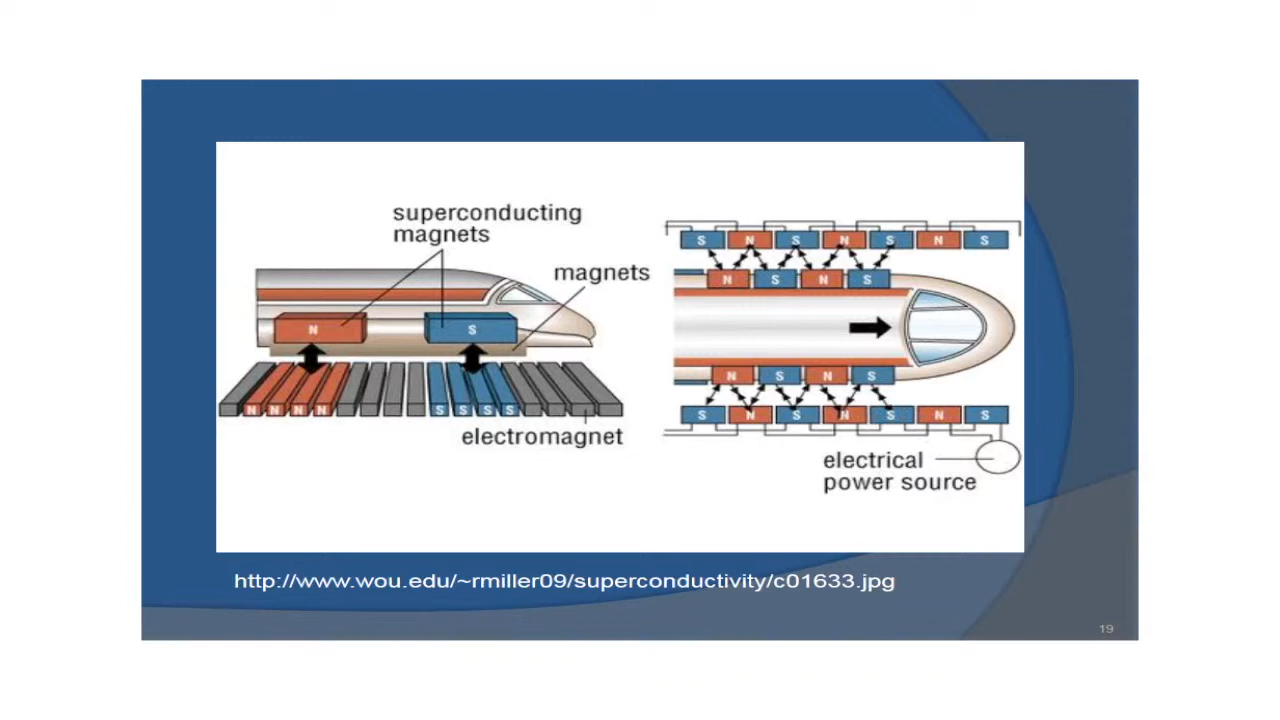 superconducting
magnets
magnets
N
S
N N N N
S S S S
electromagnet
S N S N S N S
N S N S
N S N S
S N S N S N S
electrical
power source
http://www.wou.edu/~rmiller09/superconductivity/c01633.jpg
19